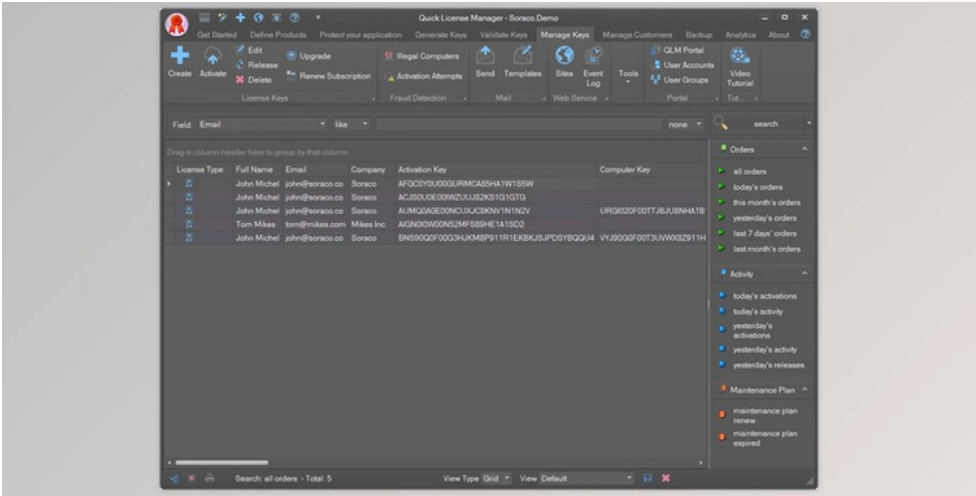 Quick License Manager - Soraco.Demo
Get Started Define Products Protect your application Generate Keys Validate Keys Manage Keys Manage Customers Backup Analytics About
Create Activate Edit Release Delete Upgrade Renew Subscription Illegal Computers Activation Attempts Send Templates Sites Event Log Tools QLM Portal User Accounts User Groups Video Tutorial
License Keys Fraud Detection Mail Web Service Portal Tut...
Field: Email like none search
Drag a column header here to group by that column
License Type Full Name Email Company Activation Key Computer Key
John Michel john@soraco.co Soraco
John Michel john@soraco.co Soraco
John Michel john@soraco.co Soraco
Tom Mikes tom@mikes.com Mikes Inc.
John Michel john@soraco.co Soraco
Orders
all orders
today's orders
this month's orders
yesterday's orders
last 7 days' orders
last month's orders
Activity
today's activations
today's activity
yesterday's
activations
yesterday's activity
yesterday's releases
Maintenance Plan
maintenance plan
renew
maintenance plan
expired
Search: all orders - Total: 5 View Type Grid View Default